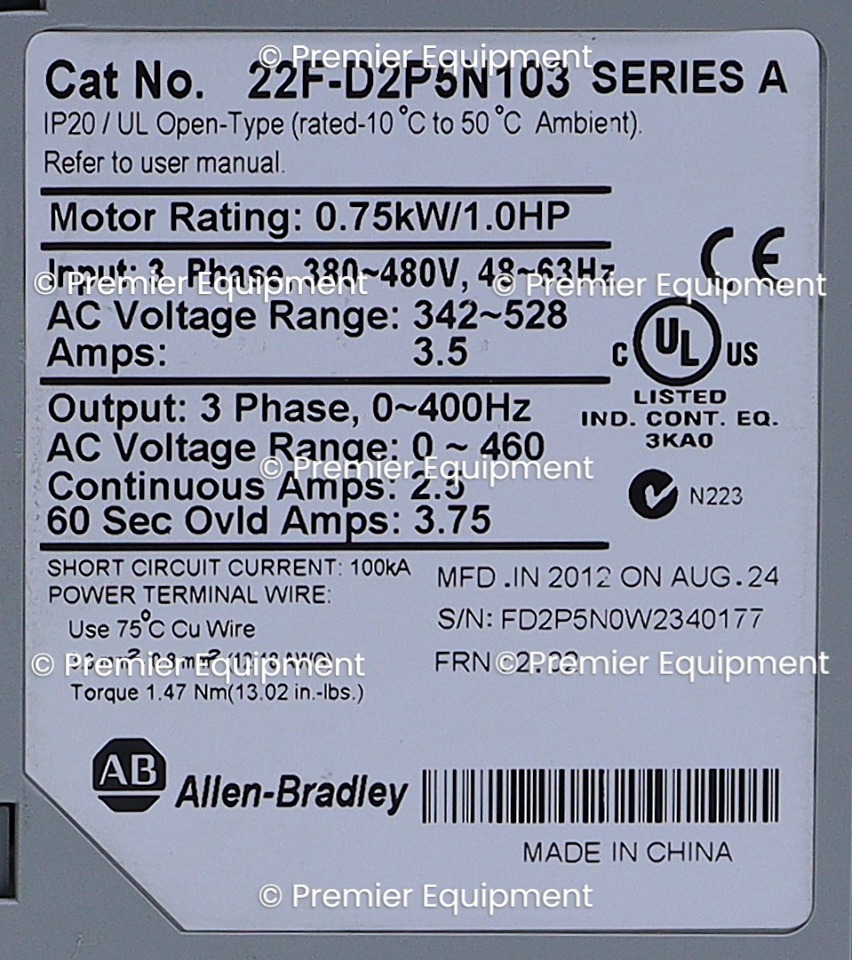 © Premier Equipment
Cat No. 22F-D2P5N103 SERIES A
IP20 / UL Open-Type (rated-10°C to 50°C Ambient).
Refer to user manual.
Motor Rating: 0.75kW/1.0HP
Input: 3 Phase, 380~480V, 48~63Hz
© Premier Equipment © Premier Equipment
CE
AC Voltage Range: 342~528
Amps: 3.5
C UL US
LISTED
IND. CONT. EQ.
3KA0
Output: 3 Phase, 0~400Hz
AC Voltage Range: 0 ~ 460
© Premier Equipment
Continuous Amps: 2.5
60 Sec Ovld Amps: 3.75
N223
SHORT CIRCUIT CURRENT: 100kA
POWER TERMINAL WIRE:
Use 75°C Cu Wire
© Premier Equipment © Premier Equipment
Torque 1.47 Nm(13.02 in.-lbs.)
MFD .IN 2012 ON AUG.24
S/N: FD2P5N0W2340177
FRN
AB Allen-Bradley
MADE IN CHINA
© Premier Equipment